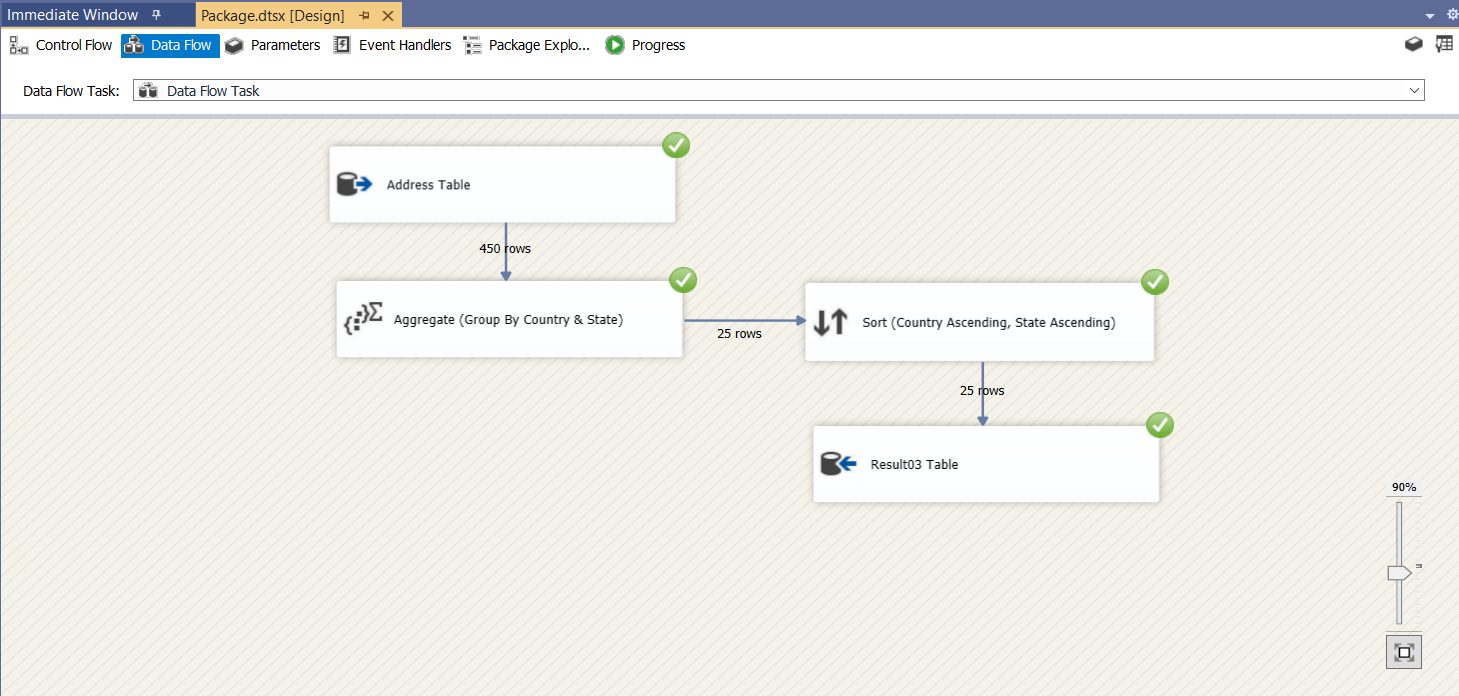 Immediate Window
Package.dtsx [Design]
Control Flow
Data Flow
Parameters
Event Handlers
Package Explo...
Progress
Data Flow Task:
Data Flow Task
Address Table
450 rows
Aggregate (Group By Country & State)
25 rows
Sort (Country Ascending, State Ascending)
25 rows
Result03 Table
90%